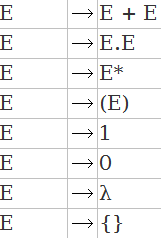 E → E + E
E → E.E
E → E*
E → (E)
E → 1
E → 0
E → λ
E → {}